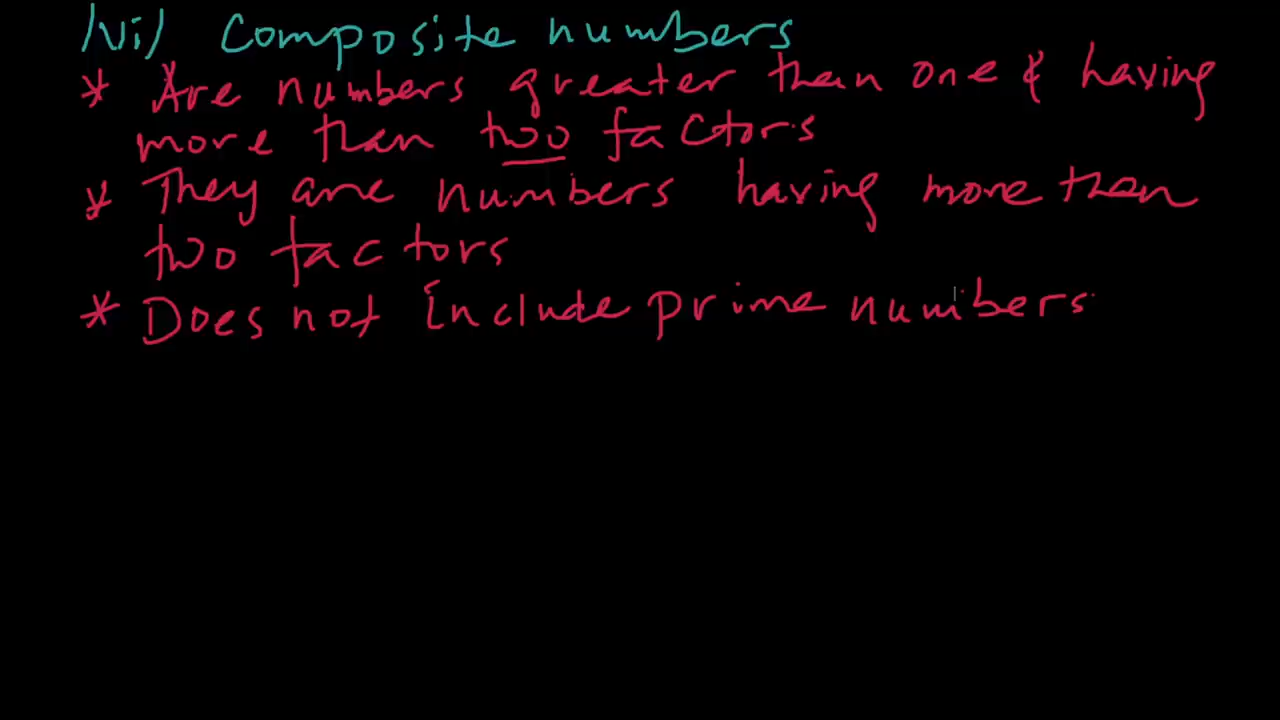 /Vi/ Composite numbers
* Are numbers greater than one & having
more than two factors
* They are numbers having more than
two factors
* Does not include prime numbers